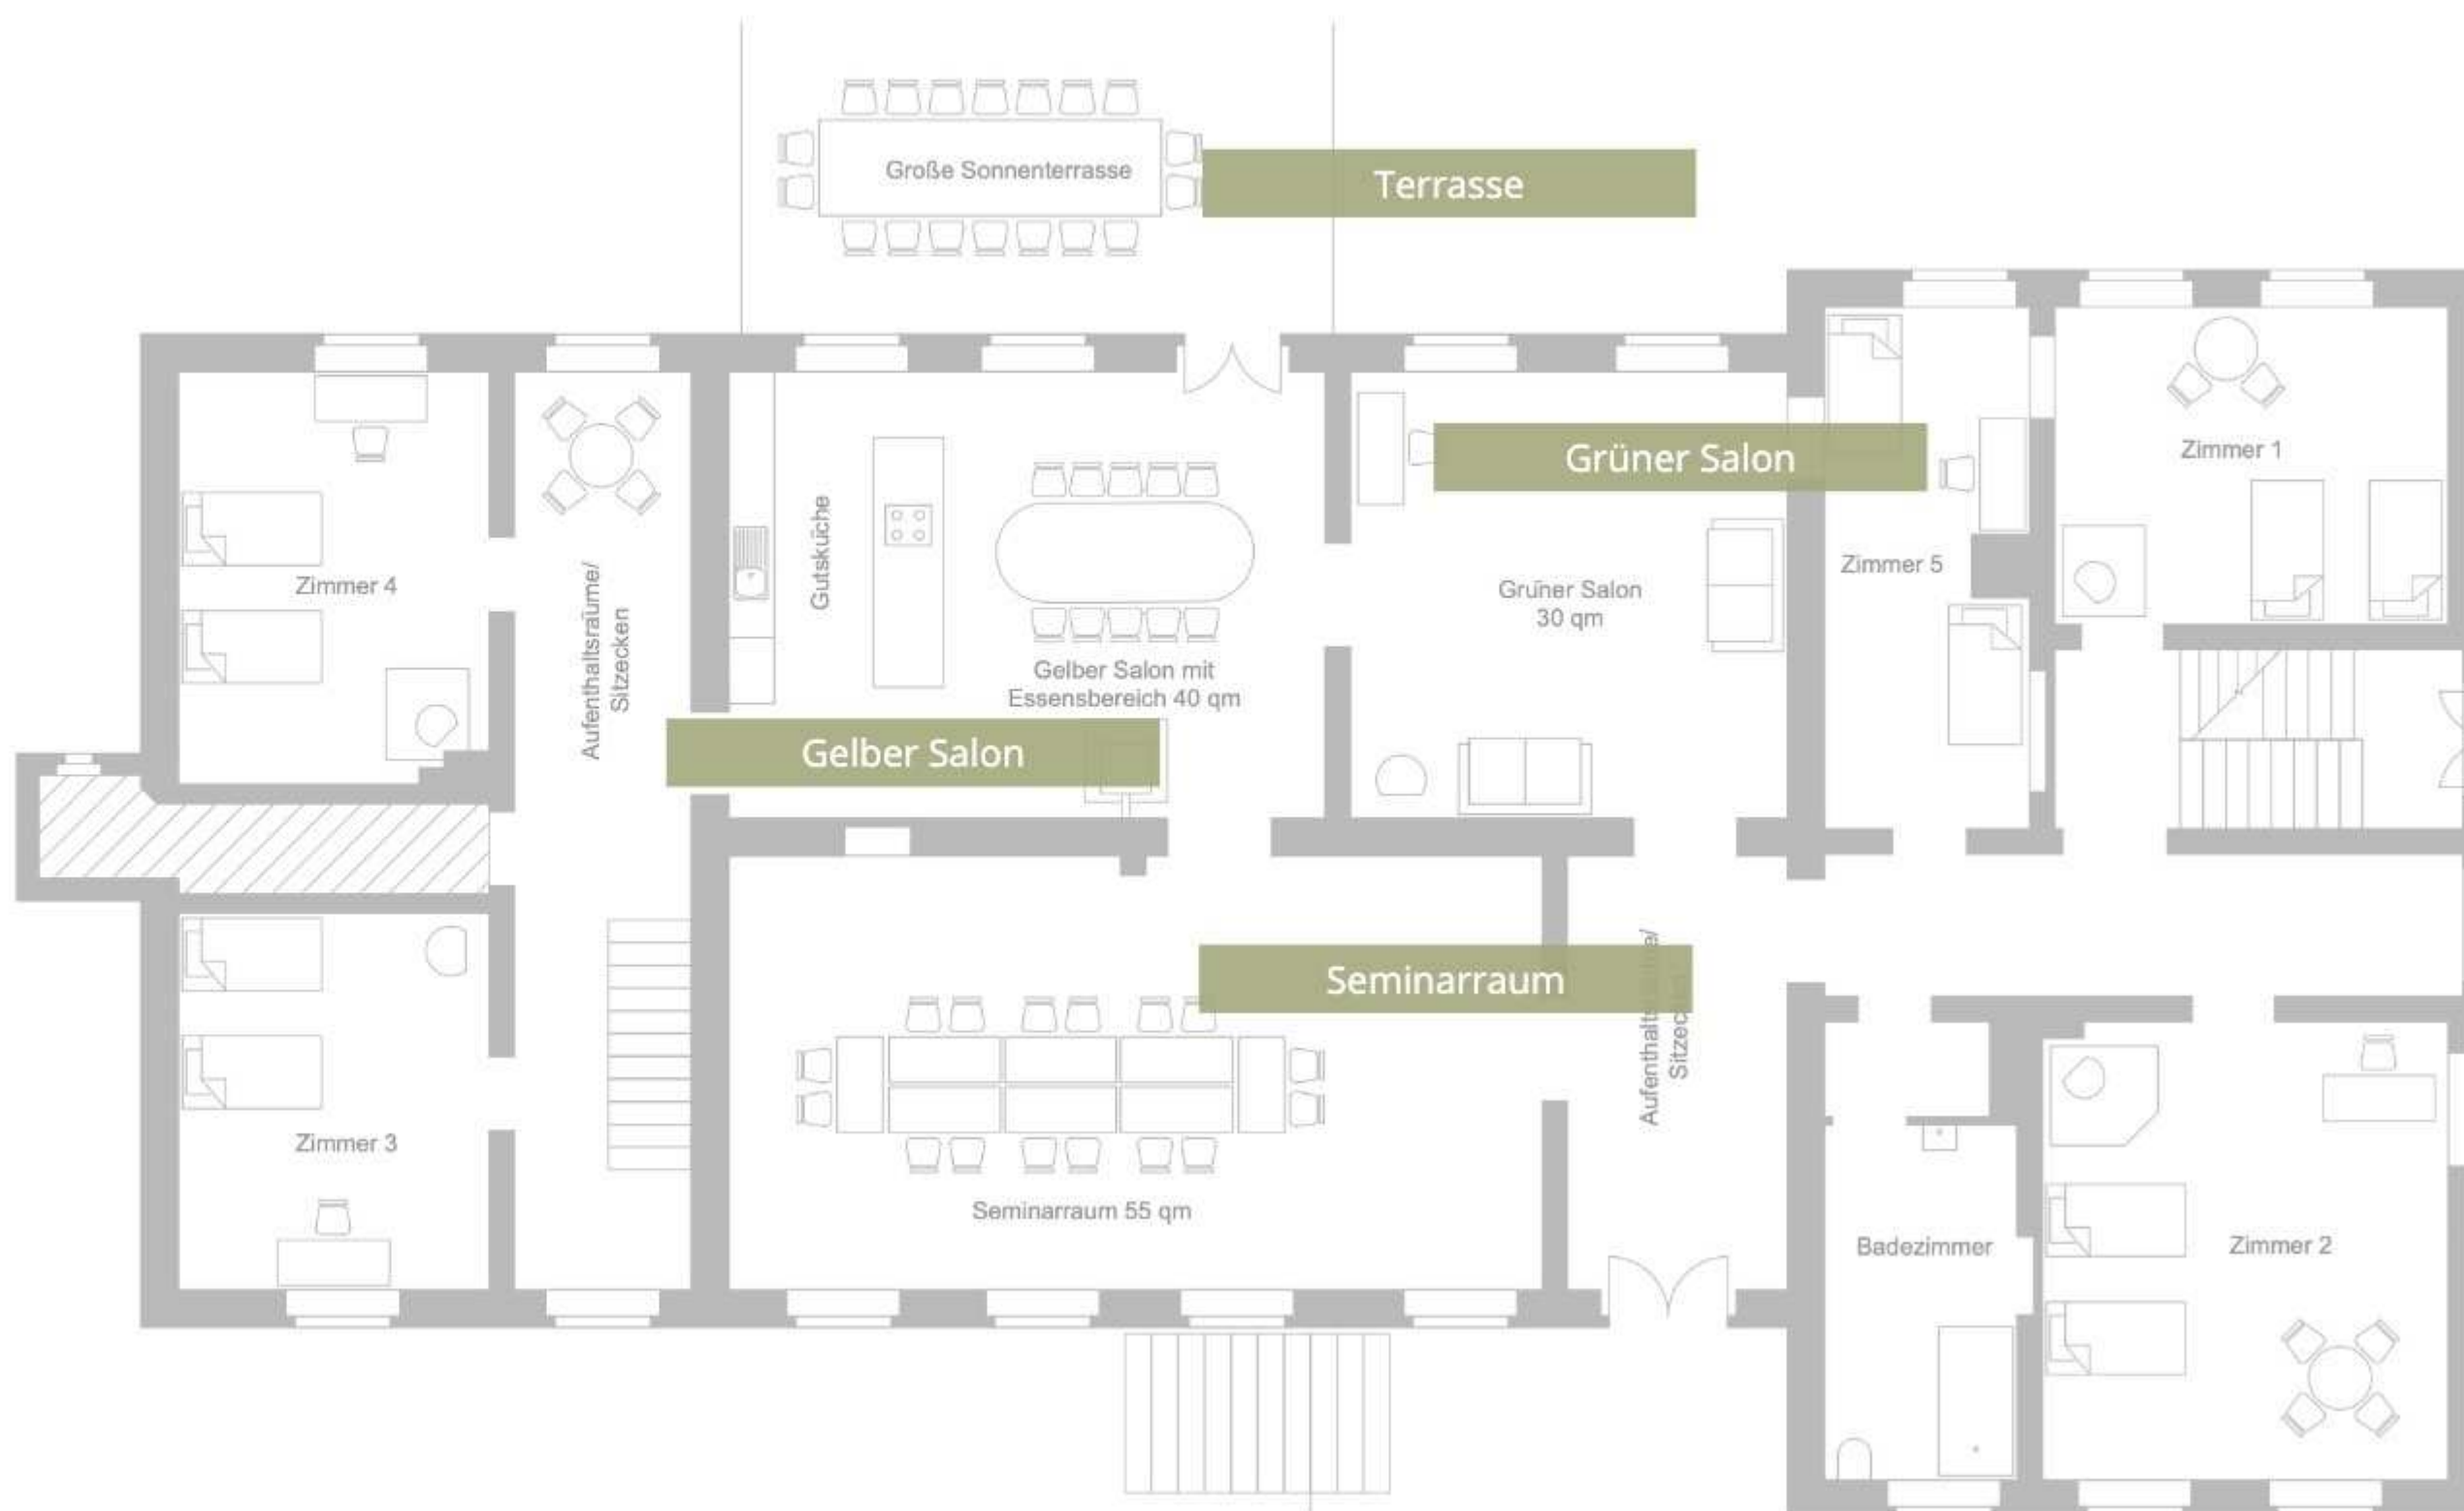 Große Sonnenterrasse
Terrasse
Grüner Salon
Zimmer 1
Gutsküche
Zimmer 5
Zimmer 4
Aufenthaltsräume/
Sitzecken
Grüner Salon
30 qm
Gelber Salon mit
Essensbereich 40 qm
Gelber Salon
Seminarraum
Zimmer 3
Seminarraum 55 qm
Badezimmer
Zimmer 2